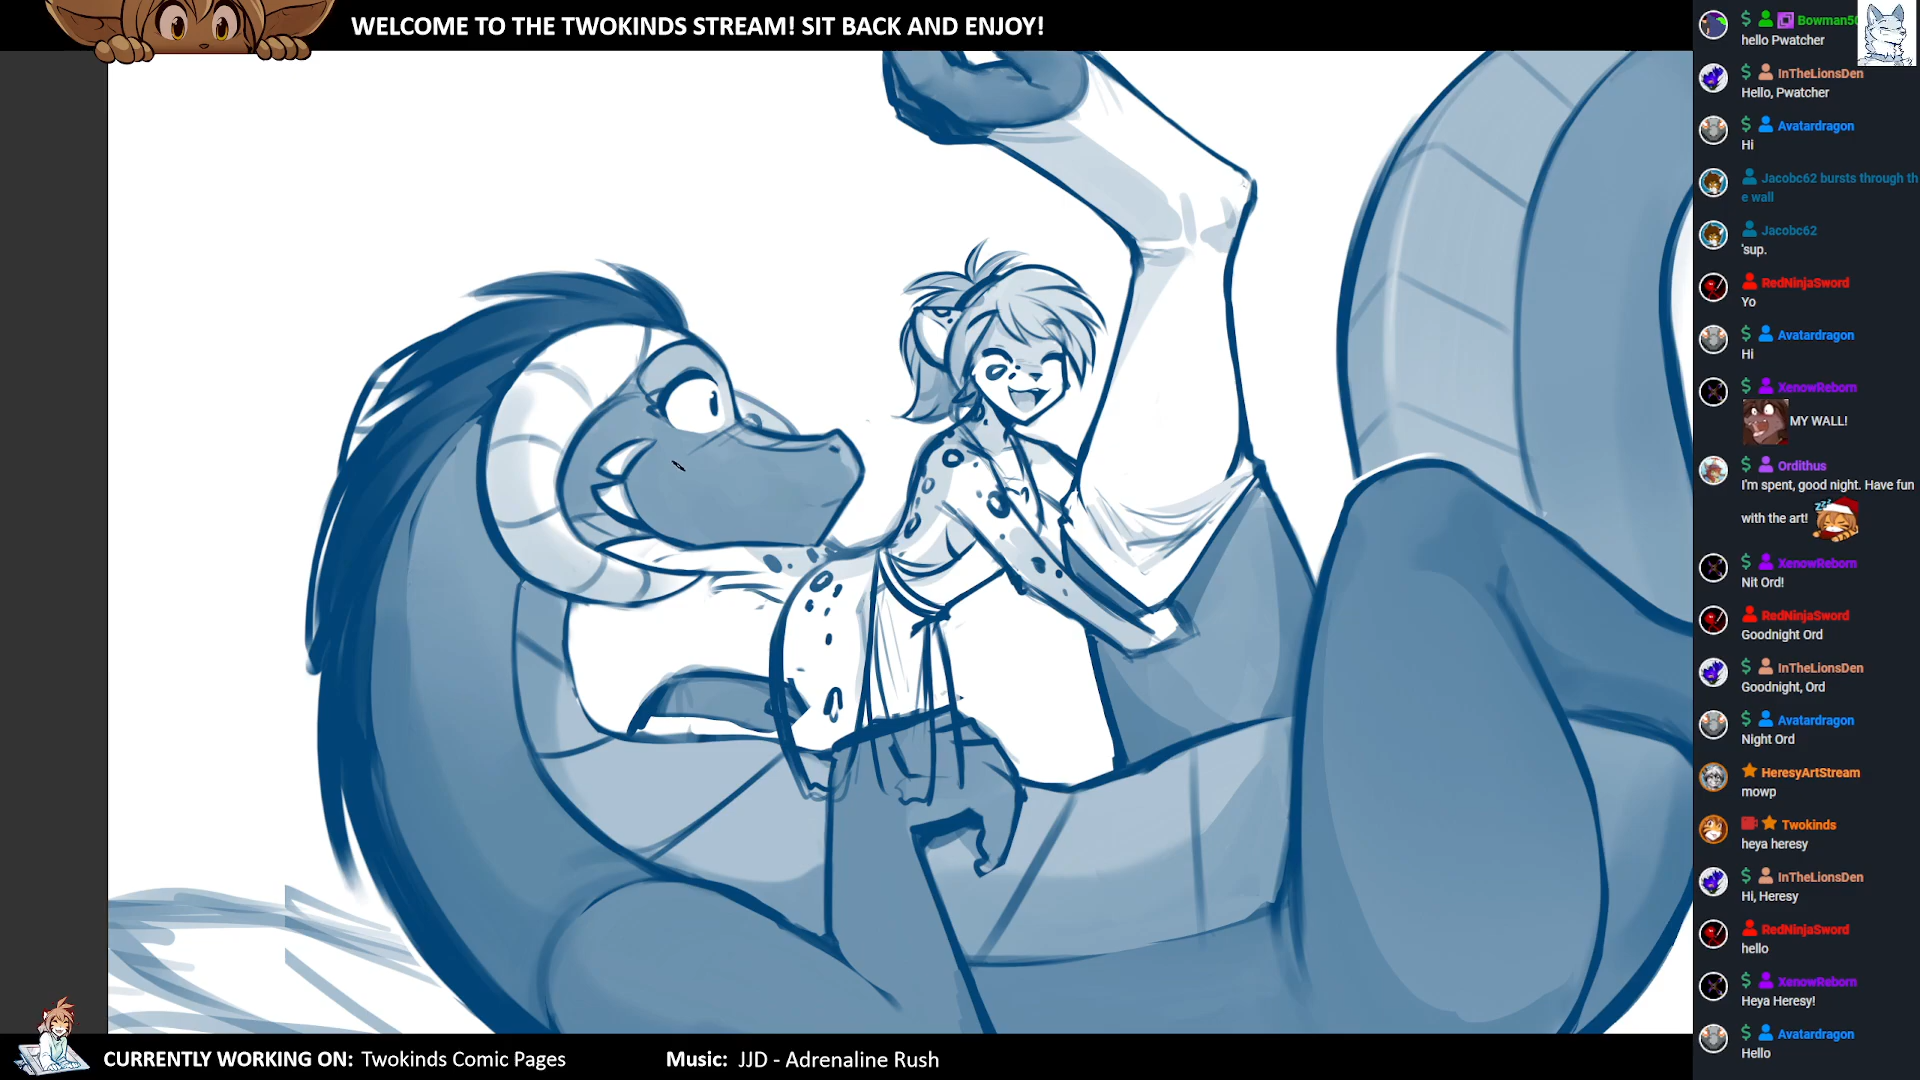 WELCOME TO THE TWOKINDS STREAM! SIT BACK AND ENJOY!
hello Pwatcher
InTheLionsDen
Hello, Pwatcher
Avatardragon
Hi
Jacobc62 bursts through th
e wall
Jacobc62
'sup.
RedNinjaSword
Yo
Avatardragon
Hi
XenowReborn
MY WALL!
Ordithus
I'm spent, good night. Have fun
with the art!
XenowReborn
Nit Ord!
RedNinjaSword
Goodnight Ord
InTheLionsDen
Goodnight, Ord
Avatardragon
Night Ord
HeresyArtStream
mowp
Twokinds
heya heresy
InTheLionsDen
Hi, Heresy
RedNinjaSword
hello
XenowReborn
Heya Heresy!
Avatardragon
Hello
CURRENTLY WORKING ON: Twokinds Comic Pages
Music: JJD - Adrenaline Rush